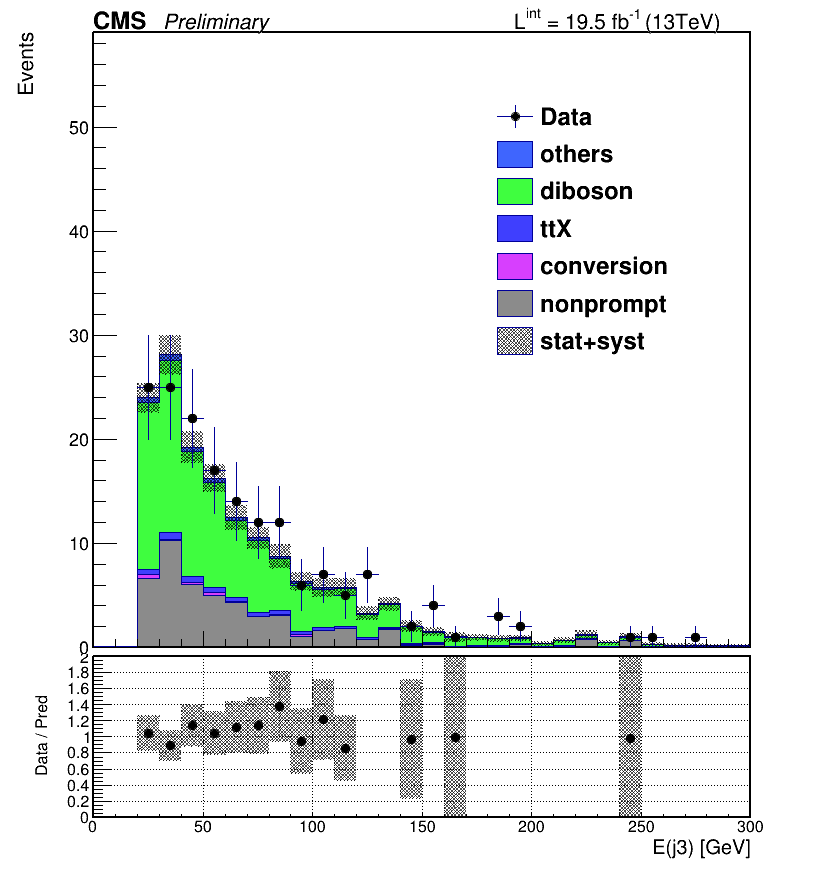 CMS Preliminary
L^int = 19.5 fb^-1 (13TeV)
Events
50
40
30
20
10
0
Data
others
diboson
ttX
conversion
nonprompt
stat+syst
Data / Pred
2
1.8
1.6
1.4
1.2
1
0.8
0.6
0.4
0.2
0
0 50 100 150 200 250 300
E(j3) [GeV]